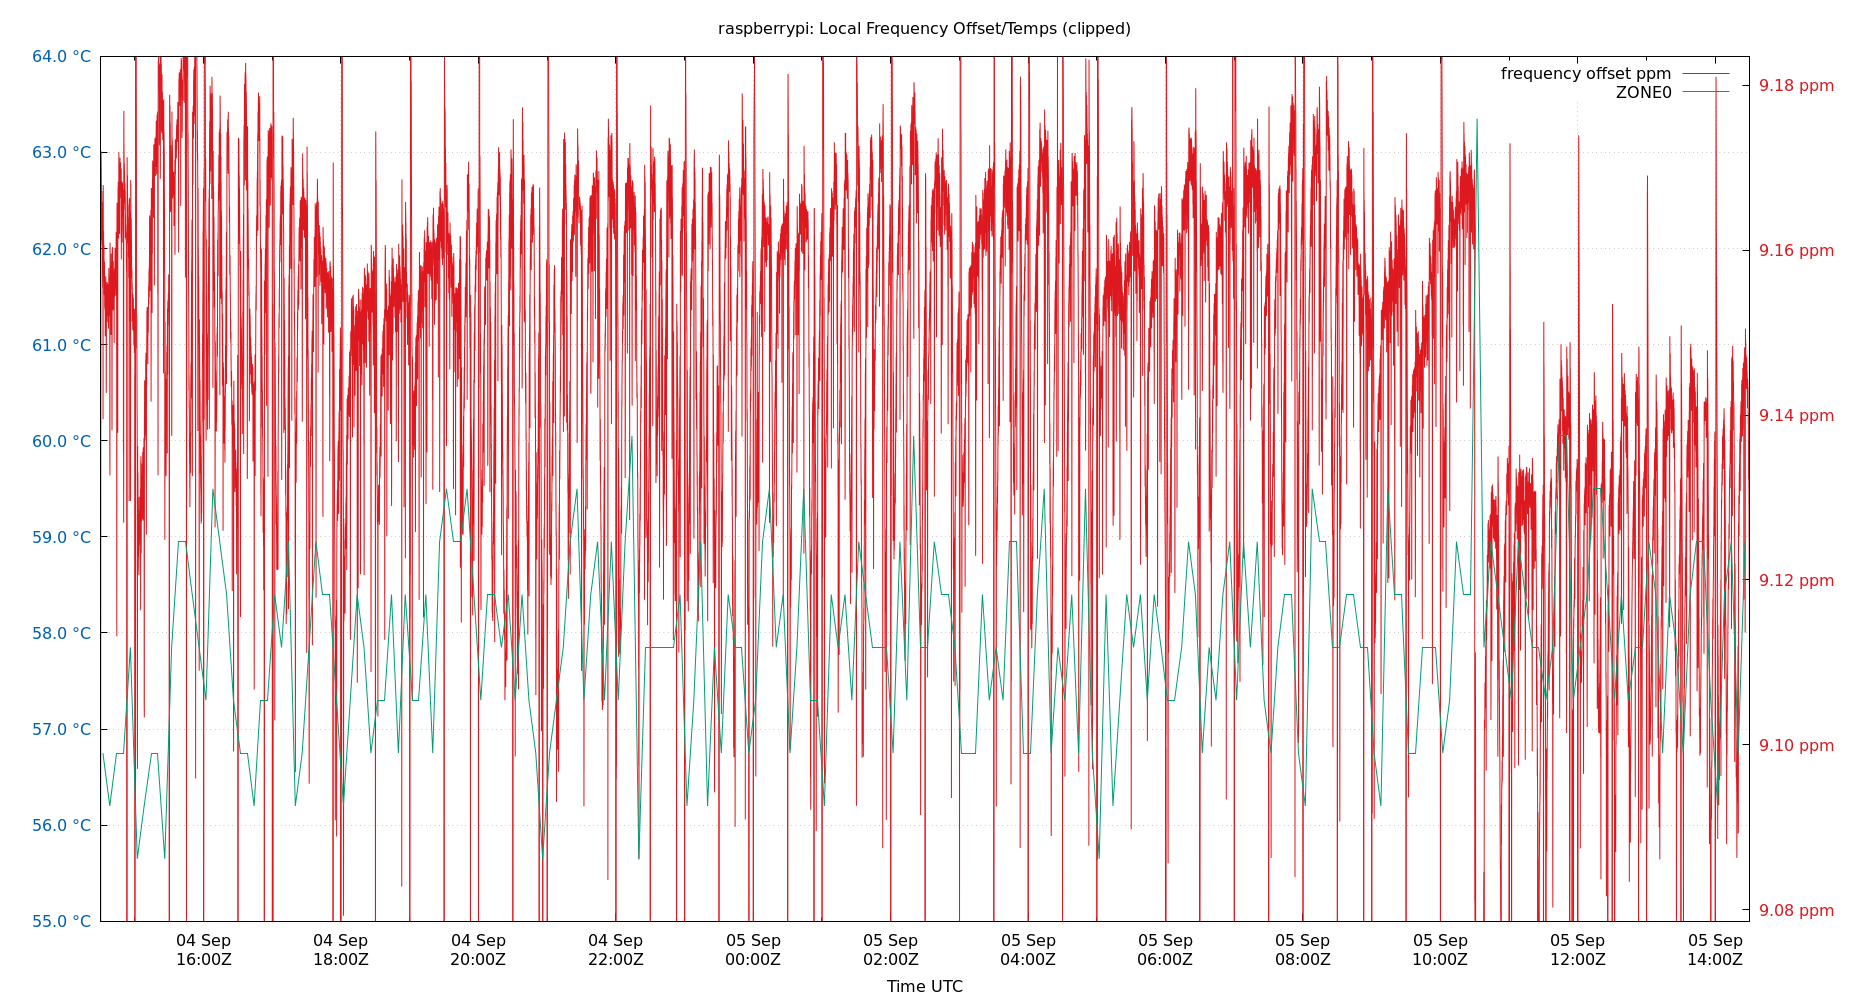 raspberrypi: Local Frequency Offset/Temps (clipped)
64.0 °C
63.0 °C
62.0 °C
61.0 °C
60.0 °C
59.0 °C
58.0 °C
57.0 °C
56.0 °C
55.0 °C
frequency offset ppm
ZONE0
9.18 ppm
9.16 ppm
9.14 ppm
9.12 ppm
9.10 ppm
9.08 ppm
04 Sep
16:00Z
04 Sep
18:00Z
04 Sep
20:00Z
04 Sep
22:00Z
05 Sep
00:00Z
05 Sep
02:00Z
05 Sep
04:00Z
05 Sep
06:00Z
05 Sep
08:00Z
05 Sep
10:00Z
05 Sep
12:00Z
05 Sep
14:00Z
Time UTC